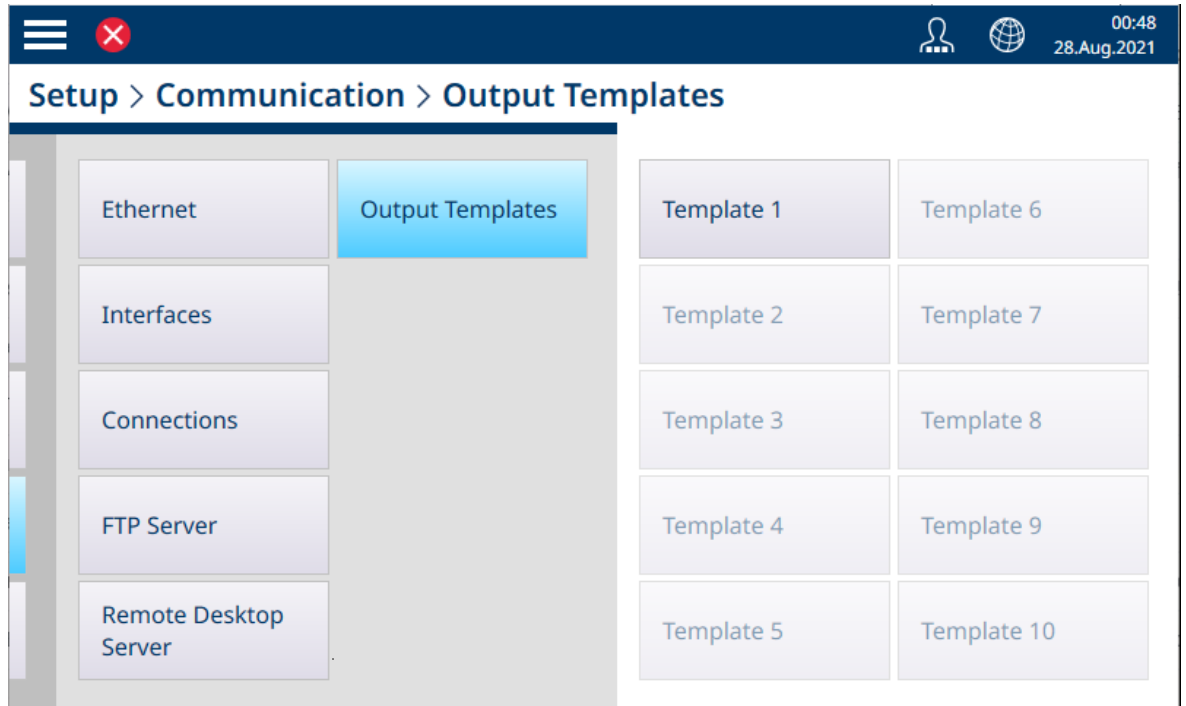 00:48
28.Aug.2021
Setup > Communication > Output Templates
Ethernet
Output Templates
Template 1
Template 6
Interfaces
Template 2
Template 7
Connections
Template 3
Template 8
FTP Server
Template 4
Template 9
Remote Desktop
Server
Template 5
Template 10